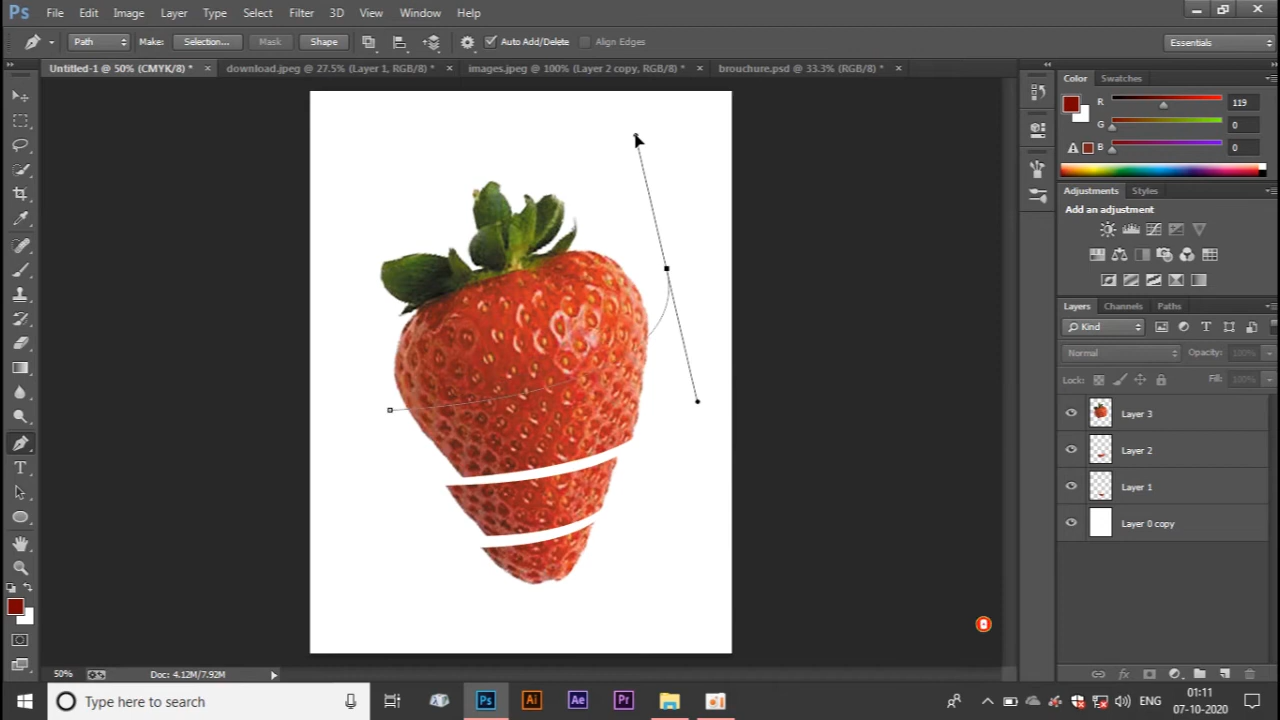 Ps File Edit Image Layer Type Select Filter 3D View Window Help
Path Make: Selection... Mask Shape Auto Add/Delete Align Edges Essentials
Untitled-1 @ 50% (CMYK/8) * × download.jpeg @ 27.5% (Layer 1, RGB/8) * × images.jpeg @ 100% (Layer 2 copy, RGB/8) * × brouchure.psd @ 33.3% (RGB/8) * ×
Color Swatches
R 119
G 0
B 0
Adjustments Styles
Add an adjustment
Layers Channels Paths
Kind
Normal Opacity: 100%
Lock: Fill: 100%
Layer 3
Layer 2
Layer 1
Layer 0 copy
50% Doc: 4.12M/7.92M
Type here to search Ps Ai Ae Pr ENG 01:11
07-10-2020